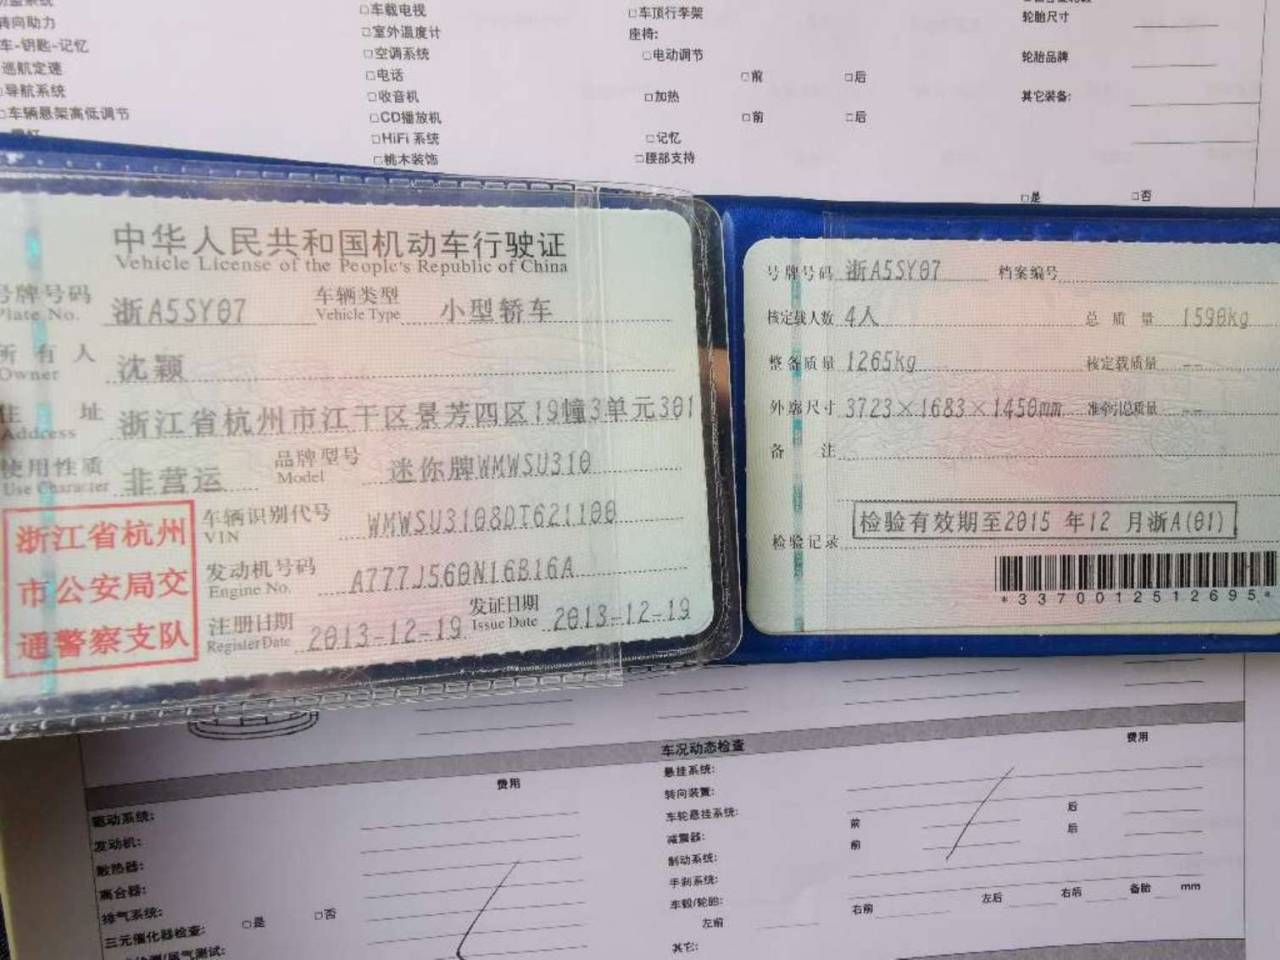 转向助力
车-钥匙-记忆
巡航定速
□导航系统
□车辆悬架高低调节
□车载电视
□室外温度计
□空调系统
□电话
□收音机
□CD播放机
□HiFi 系统
□桃木装饰
□车顶行李架
座椅:
□电动调节
□前 □后
□加热
□前 □后
□记忆
□腰部支持
轮胎尺寸
轮胎品牌
其它装备:
□是 □否
中华人民共和国机动车行驶证
Vehicle License of the People's Republic of China
号牌号码 浙A5SY07 车辆类型 小型轿车
Plate No. Vehicle Type
所有人 沈颖
Owner
住址 浙江省杭州市江干区景芳四区19幢3单元301
Address
使用性质 非营运 品牌型号 迷你牌WMWSU310
Use Character Model
浙江省杭州
市公安局交
通警察支队
车辆识别代号 WMWSU3108DT621100
VIN
发动机号码 A777J560N16B16A
Engine No.
注册日期 2013-12-19 发证日期 2013-12-19
Register Date Issue Date
号牌号码 浙A5SY07 档案编号
核定载人数 4人 总质量 1590kg
整备质量 1265kg 核定载质量 --
外廓尺寸 3723×1683×1450mm 准牵引总质量 --
备注
检验有效期至2015 年12 月浙A(01)
检验记录
*3370012512695*
车况动态检查
费用 费用
驱动系统:
发动机:
散热器:
离合器:
排气系统:
三元催化器检查: □是 □否
悬挂系统:
转向装置:
车轮悬挂系统: 前 后
减震器: 前 后
制动系统:
手刹系统:
车毂/轮胎: 左前 右前 左后 右后 备胎 mm
其它: